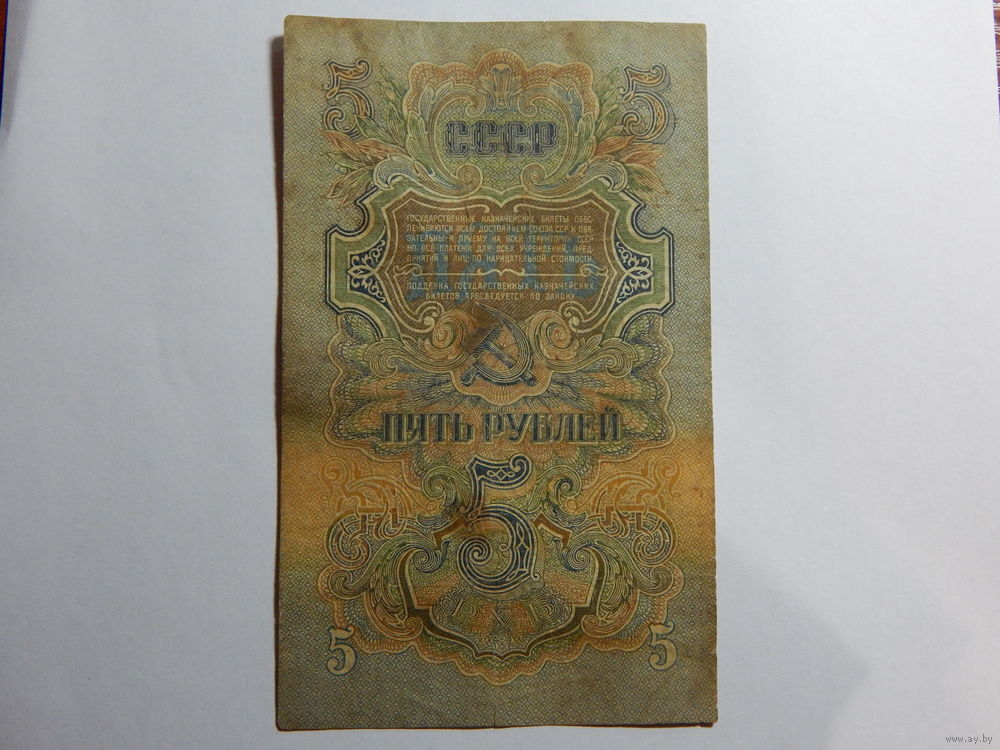 5 5
СССР
ГОСУДАРСТВЕННЫЕ КАЗНАЧЕЙСКИЕ БИЛЕТЫ ОБЕС-
ПЕЧИВАЮТСЯ ВСЕМ ДОСТОЯНИЕМ СОЮЗА ССР И ОБЯ-
ЗАТЕЛЬНЫ К ПРИЕМУ НА ВСЕЙ ТЕРРИТОРИИ СССР
ВО ВСЕ ПЛАТЕЖИ ДЛЯ ВСЕХ УЧРЕЖДЕНИЙ, ПРЕД-
ПРИЯТИЙ И ЛИЦ ПО НАРИЦАТЕЛЬНОЙ СТОИМОСТИ.
ПОДДЕЛКА ГОСУДАРСТВЕННЫХ КАЗНАЧЕЙСКИХ
БИЛЕТОВ ПРЕСЛЕДУЕТСЯ ПО ЗАКОНУ.
ПЯТЬ РУБЛЕЙ
5
5 5
www.ay.by